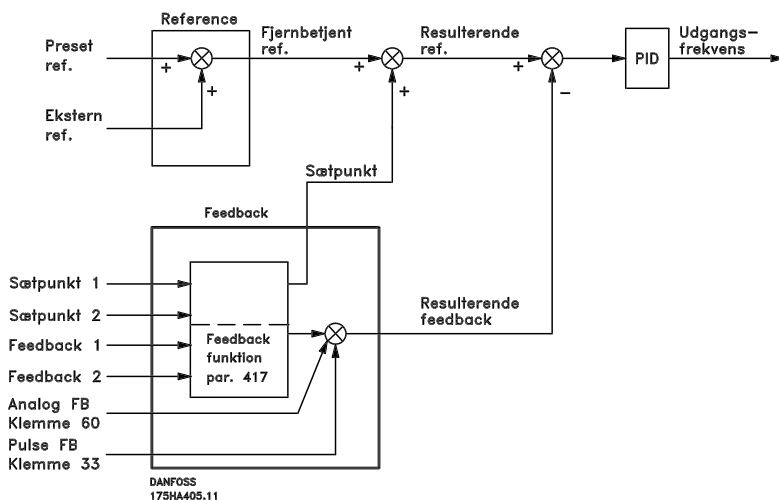 Reference
Preset
ref.
Ekstern
ref.
+
+
Fjernbetjent
ref.
+
+
Resulterende
ref.
+
−
PID
Udgangs-
frekvens
Sætpunkt
Feedback
Sætpunkt 1
Sætpunkt 2
Feedback 1
Feedback 2
Analog FB
Klemme 60
Pulse FB
Klemme 33
Feedback
funktion
par. 417
Resulterende
feedback
DANFOSS
175HA405.11